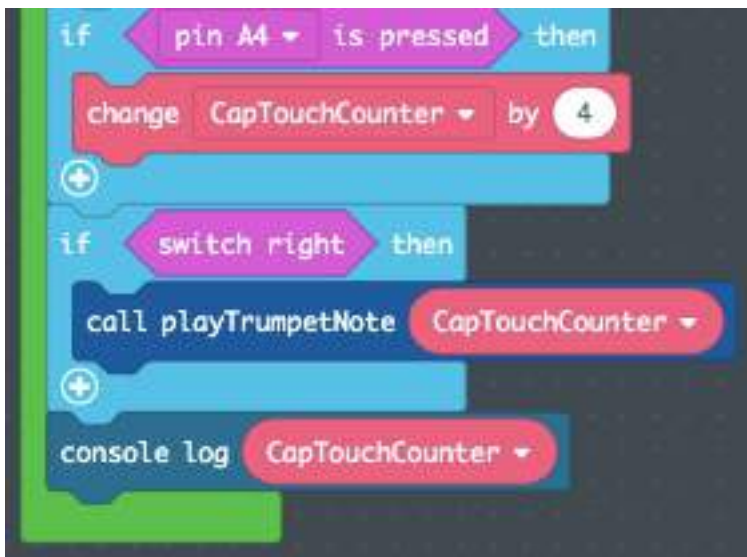 if pin A4 is pressed then
change CapTouchCounter by 4
if switch right then
call playTrumpetNote CapTouchCounter
console log CapTouchCounter